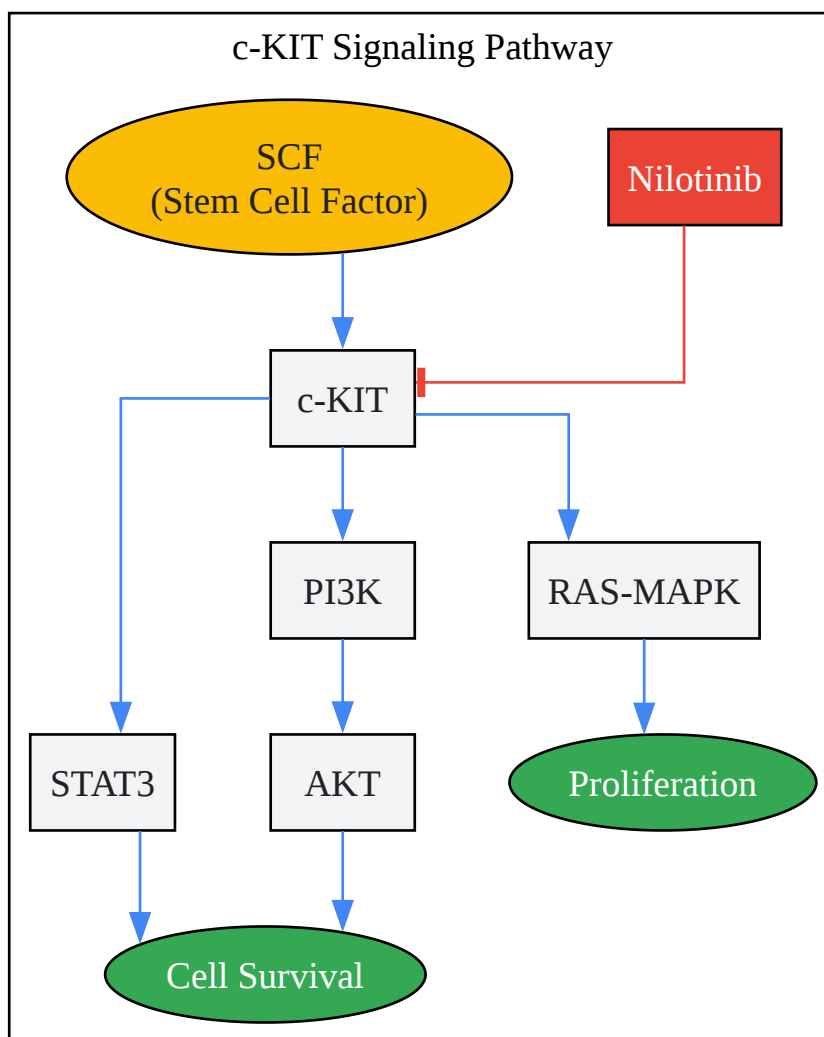 c-KIT Signaling Pathway
SCF
(Stem Cell Factor)
Nilotinib
c-KIT
PI3K
RAS-MAPK
STAT3
AKT
Proliferation
Cell Survival